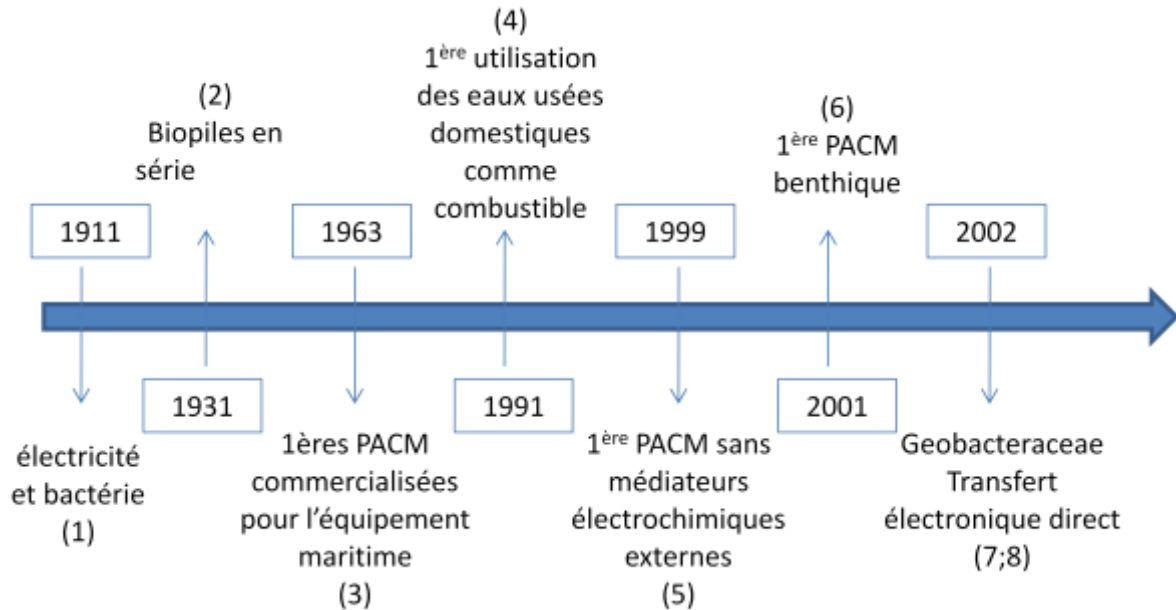 (4)
1ère utilisation
des eaux usées
domestiques
comme
combustible
(2)
Biopiles en
série
(6)
1ère PACM
benthique
1911
1963
1999
2002
1931
1991
2001
électricité
et bactérie
(1)
1ères PACM
commercialisées
pour l'équipement
maritime
(3)
1ère PACM sans
médiateurs
électrochimiques
externes
(5)
Geobacteraceae
Transfert
électronique direct
(7;8)